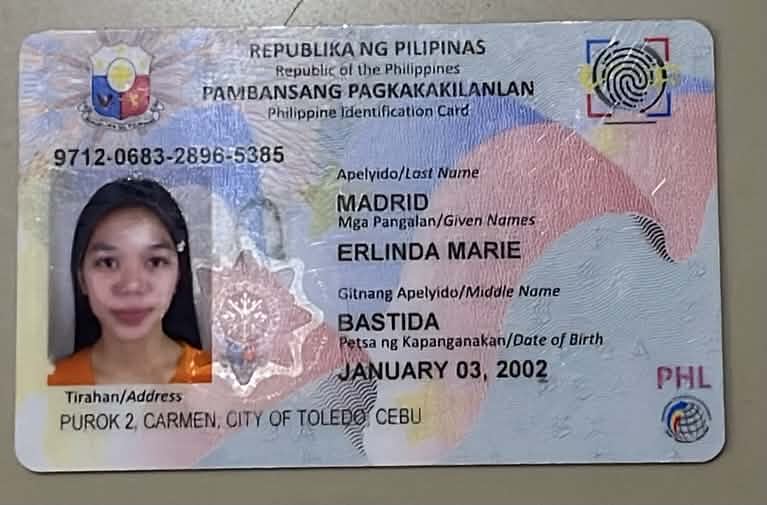 REPUBLIKA NG PILIPINAS
Republic of the Philippines
PAMBANSANG PAGKAKAKILANLAN
Philippine Identification Card
9712-0683-2896-5385
Apelyido/Last Name
MADRID
Mga Pangalan/Given Names
ERLINDA MARIE
Gitnang Apelyido/Middle Name
BASTIDA
Petsa ng Kapanganakan/Date of Birth
JANUARY 03, 2002
PHL
Tirahan/Address
PUROK 2, CARMEN, CITY OF TOLEDO, CEBU